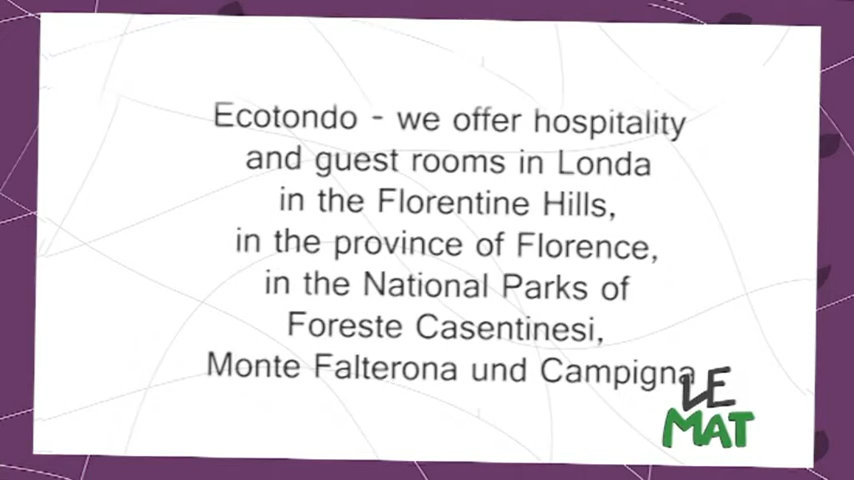 Ecotondo - we offer hospitality
and guest rooms in Londa
in the Florentine Hills,
in the province of Florence,
in the National Parks of
Foreste Casentinesi,
Monte Falterona und Campigna
LE
MAT